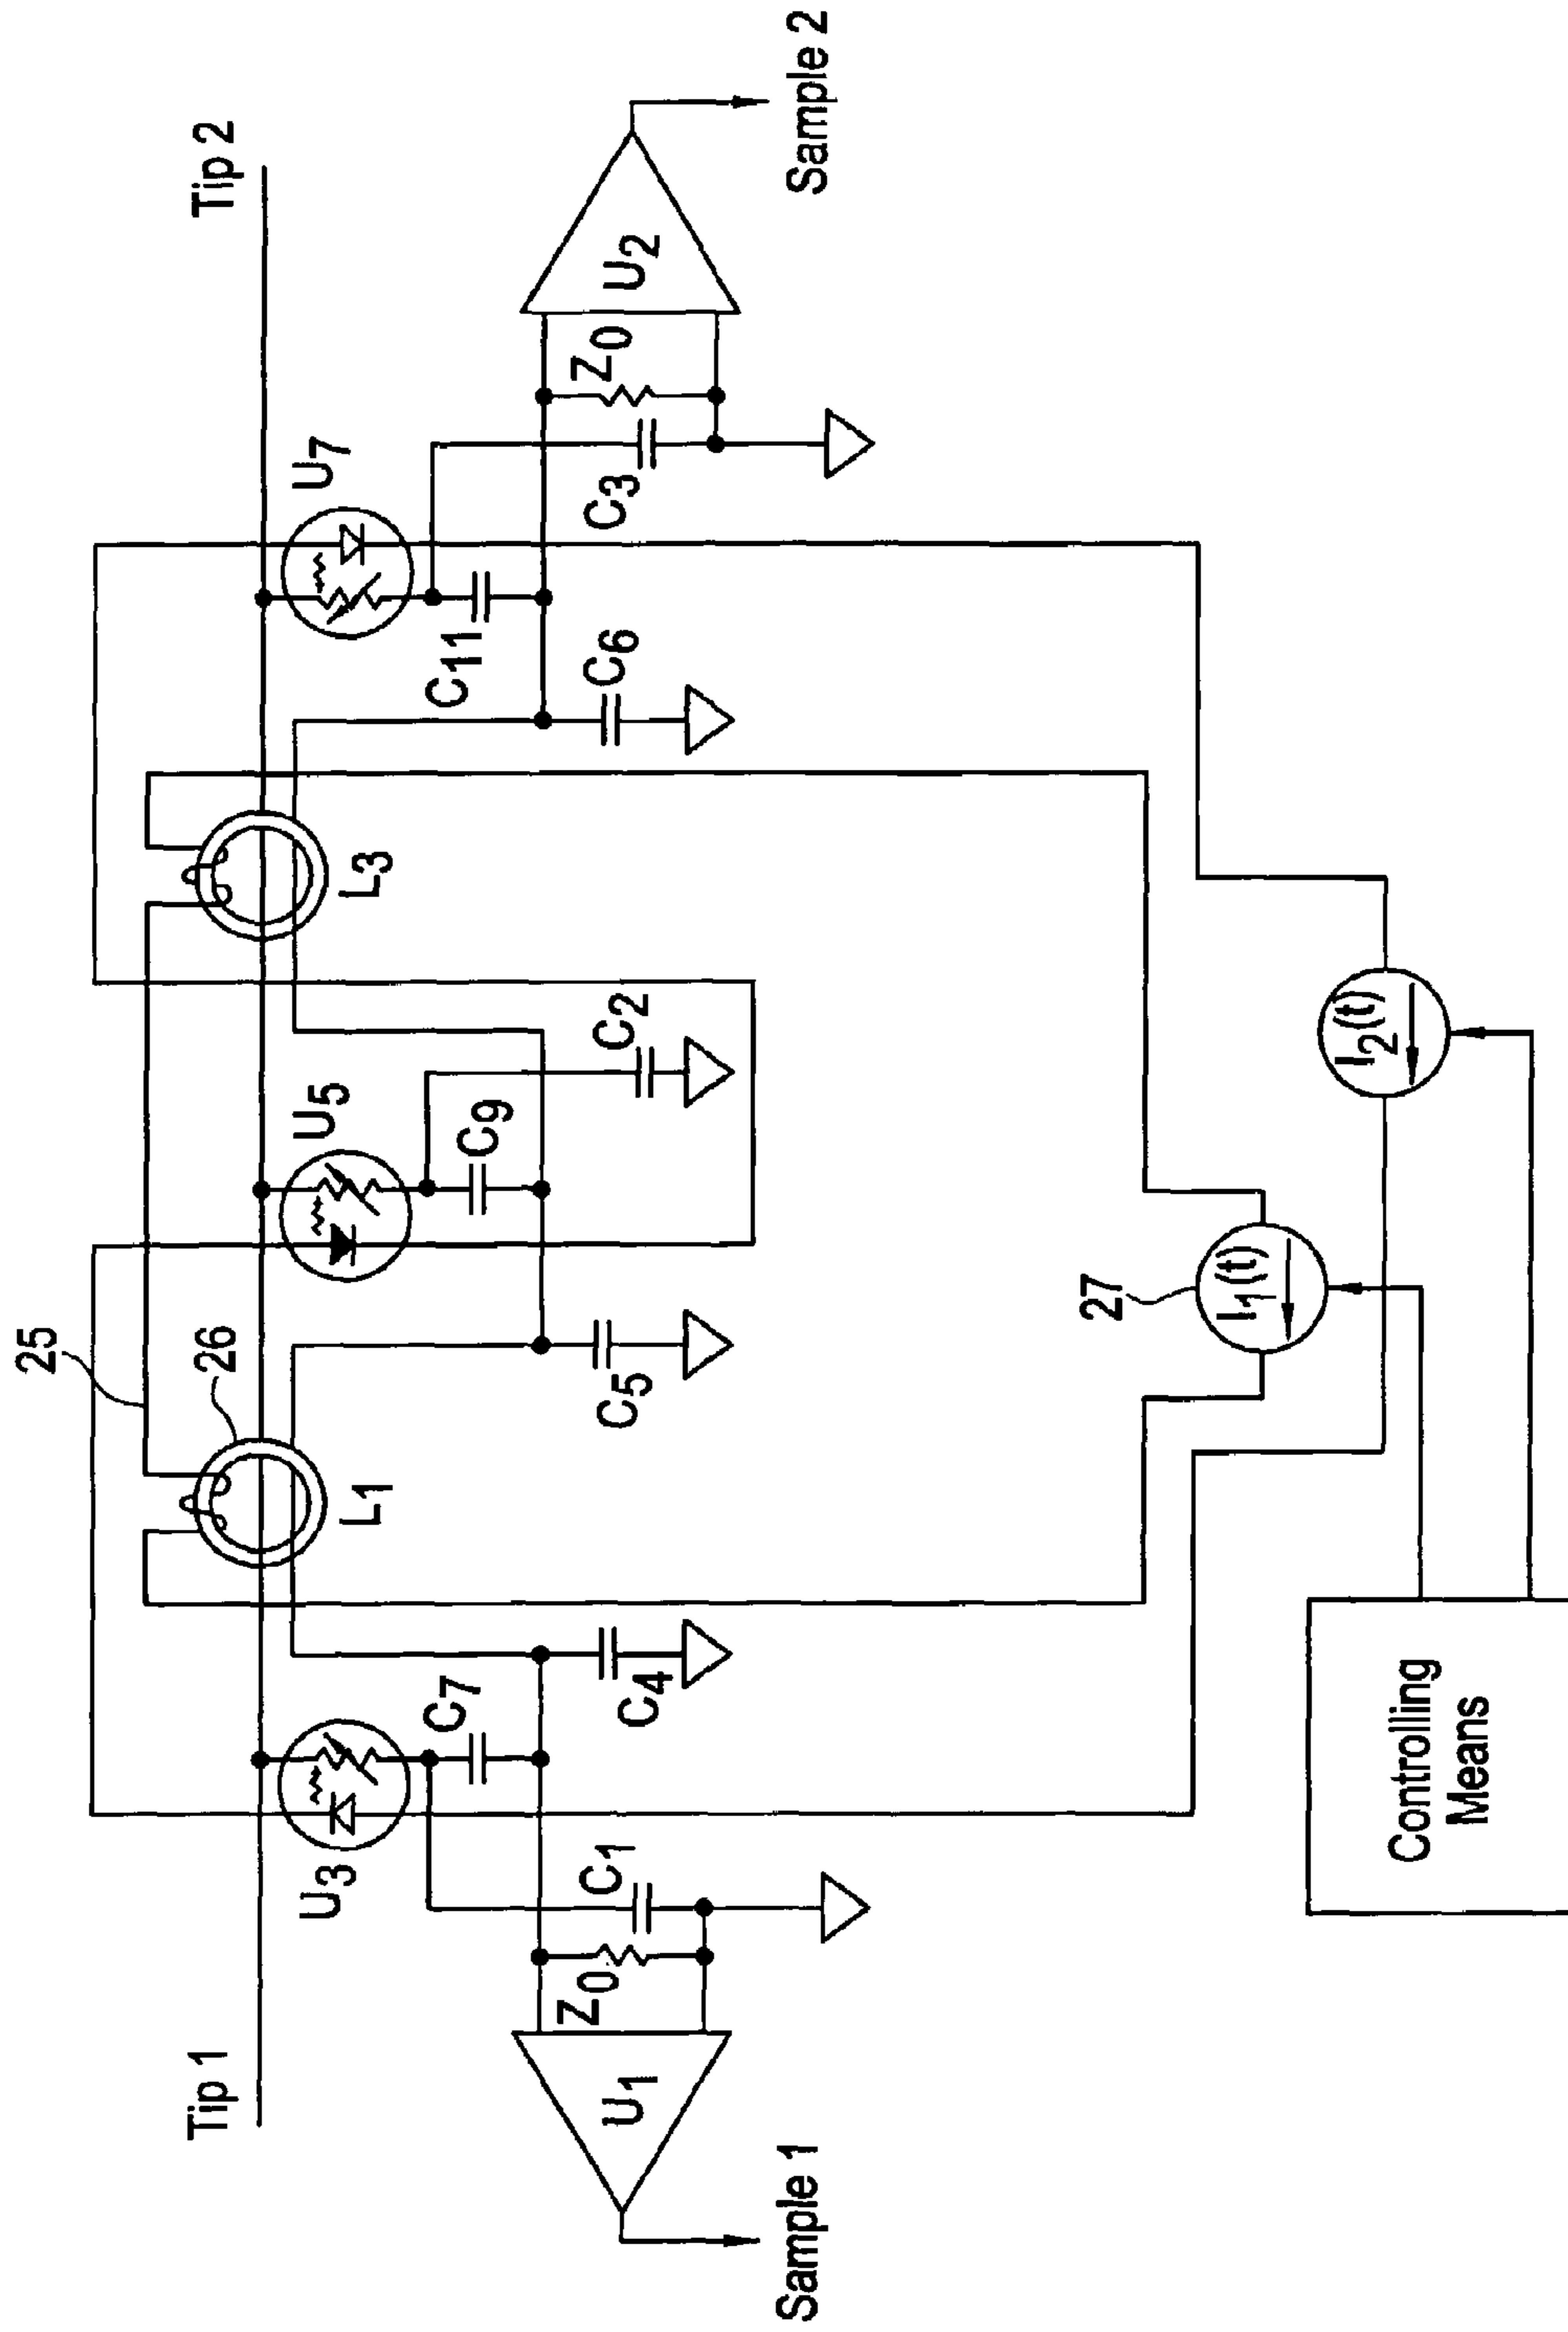 Tip 1
Tip 2
25
26
L1
L3
U3
U5
U7
C7
C9
C11
C1
C2
C3
C4
C5
C6
Z0
Z0
U1
U2
Sample 1
Sample 2
27
I1(t)
I2(t)
Controlling
Means